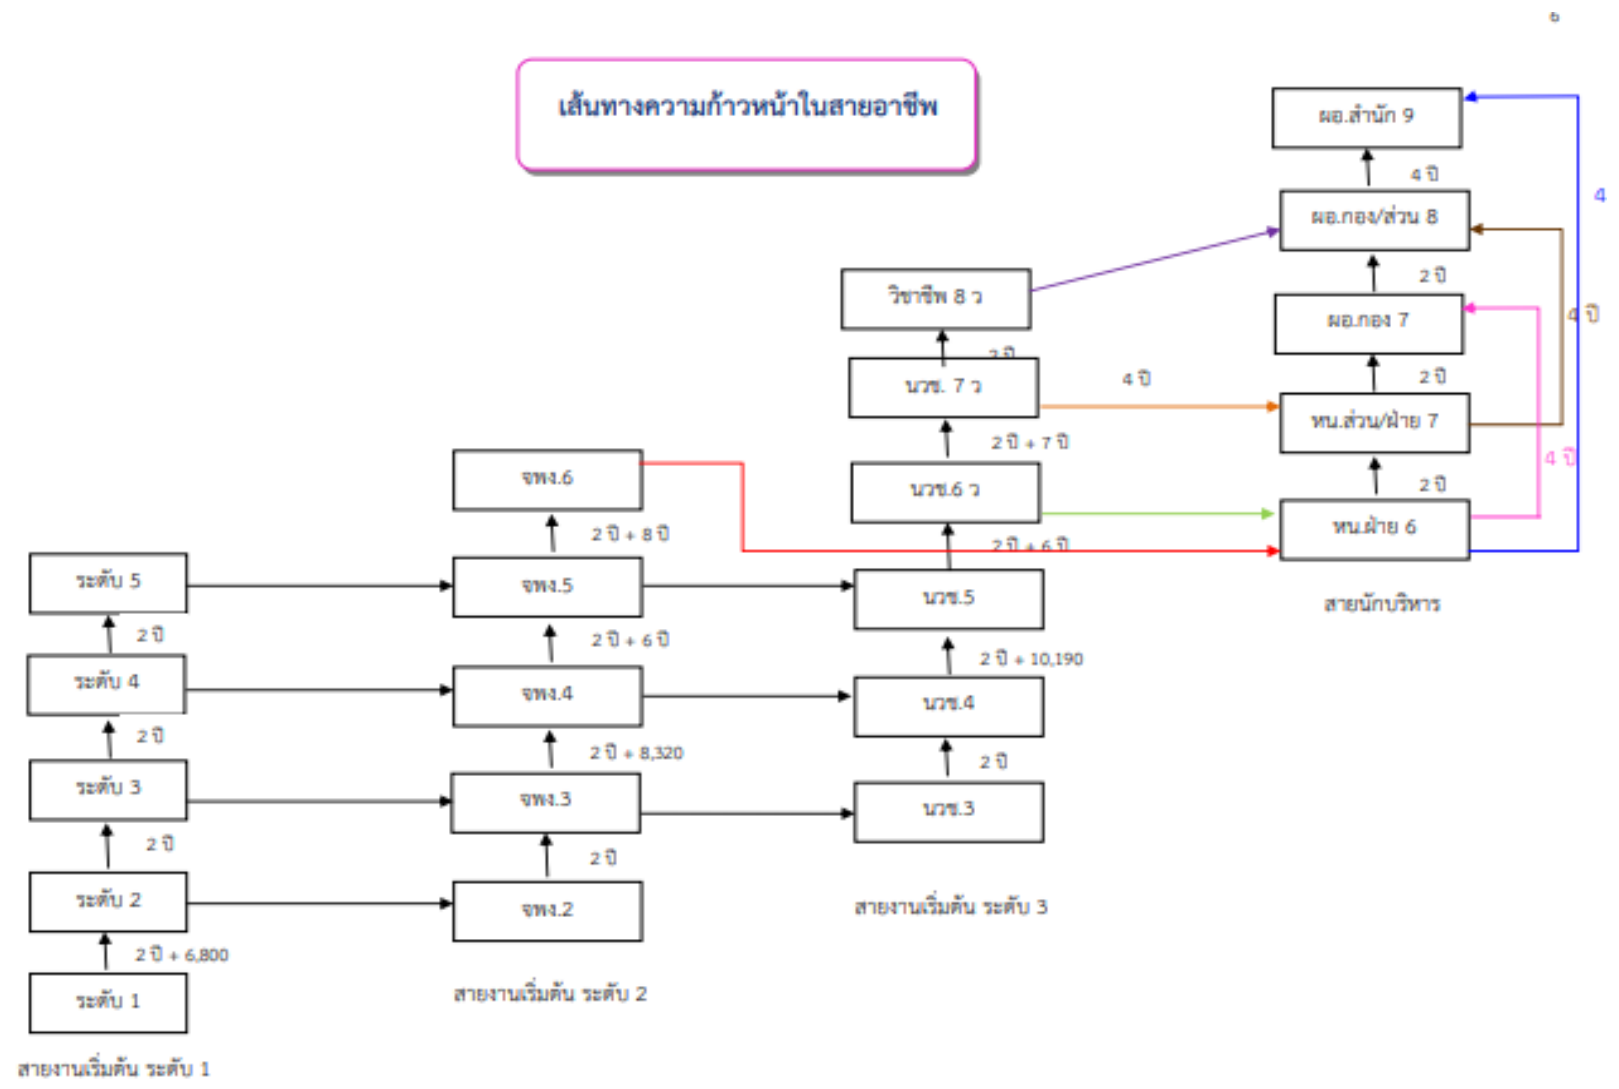 6
เส้นทางความก้าวหน้าในสายอาชีพ
ผอ.สำนัก 9
4 ปี
4
ผอ.กอง/ส่วน 8
2 ปี
วิชาชีพ 8 ว
ผอ.กอง 7
4 ปี
2 ปี
นวช. 7 ว
4 ปี
2 ปี
หน.ส่วน/ฝ่าย 7
2 ปี + 7 ปี
4 ปี
จพง.6
นวช.6 ว
2 ปี
หน.ฝ่าย 6
2 ปี + 8 ปี
2 ปี + 6 ปี
ระดับ 5
จพง.5
นวช.5
สายนักบริหาร
2 ปี
2 ปี + 6 ปี
2 ปี + 10,190
ระดับ 4
จพง.4
นวช.4
2 ปี
2 ปี + 8,320
2 ปี
ระดับ 3
จพง.3
นวช.3
2 ปี
2 ปี
ระดับ 2
จพง.2
สายงานเริ่มต้น ระดับ 3
2 ปี + 6,800
ระดับ 1
สายงานเริ่มต้น ระดับ 2
สายงานเริ่มต้น ระดับ 1